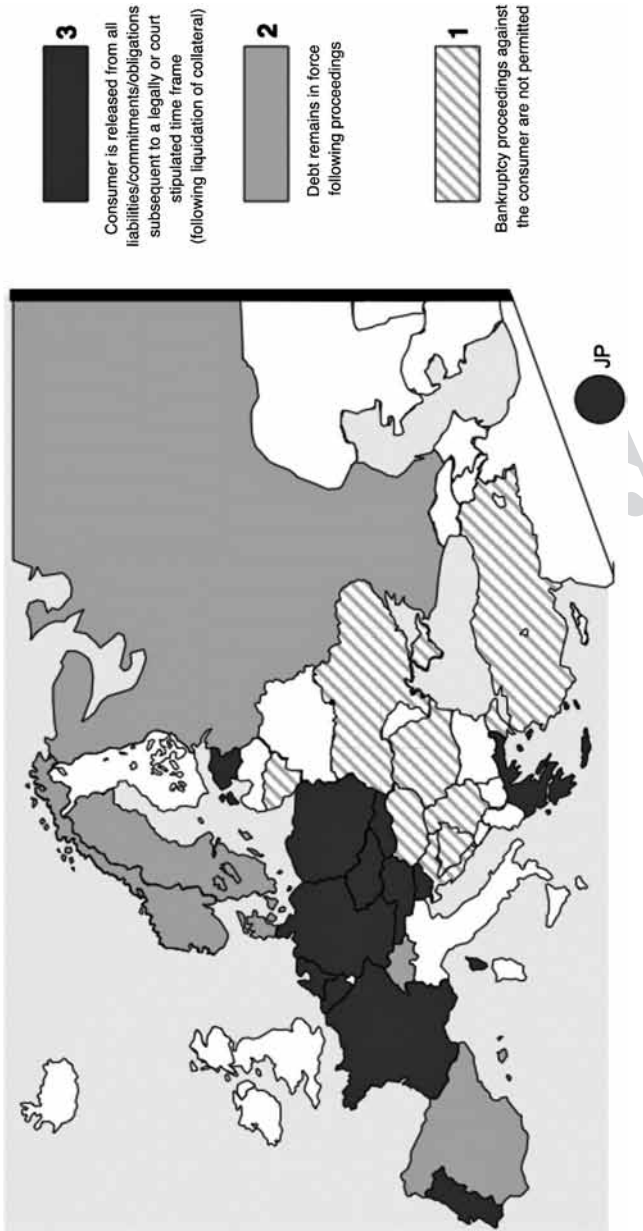 3
Consumer is released from all
liabilities/commitments/obligations
subsequent to a legally or court
stipulated time frame
(following liquidation of collateral)
2
Debt remains in force
following proceedings
1
Bankruptcy proceedings against
the consumer are not permitted
JP